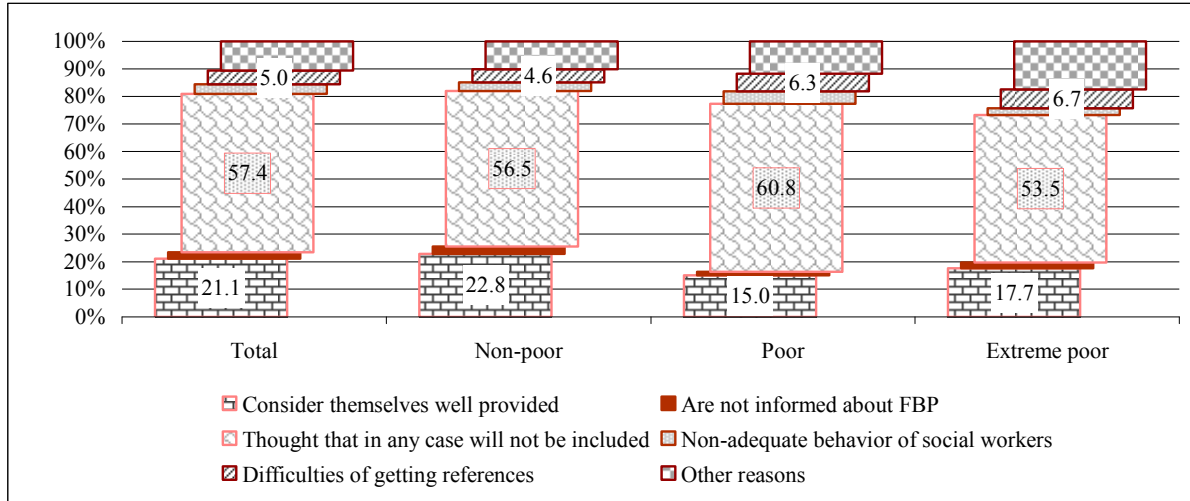 100%
90%
80%
70%
60%
50%
40%
30%
20%
10%
0%
5.0 4.6 6.3 6.7
57.4 56.5 60.8 53.5
21.1 22.8 15.0 17.7
Total Non-poor Poor Extreme poor
Consider themselves well provided Are not informed about FBP
Thought that in any case will not be included Non-adequate behavior of social workers
Difficulties of getting references Other reasons